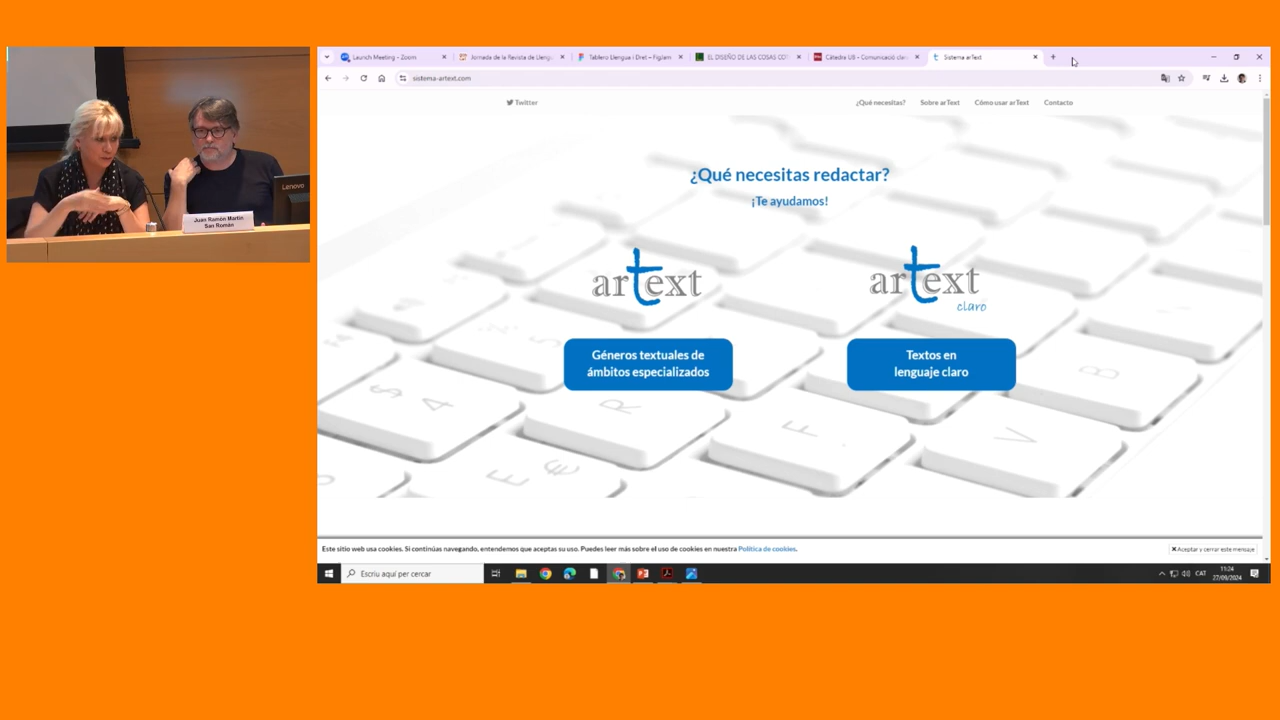 Lenovo
Juan Ramón Martín
San Román
Launch Meeting - Zoom
Jornada de la Revista de Llengu
Tablero Llengua i Dret – FigJam
EL DISEÑO DE LAS COSAS COT
Càtedra UB - Comunicació clar
Sistema arText
sistema-artext.com
Twitter
¿Qué necesitas?
Sobre arText
Cómo usar arText
Contacto
¿Qué necesitas redactar?
¡Te ayudamos!
artext
artext
claro
Géneros textuales de
ámbitos especializados
Textos en
lenguaje claro
$
4
R
F
V
B
E
€
F4
%
5
Este sitio web usa cookies. Si continúas navegando, entendemos que aceptas su uso. Puedes leer más sobre el uso de cookies en nuestra Política de cookies.
Aceptar y cerrar este mensaje
Escriu aquí per cercar
CAT
11:24
27/09/2024